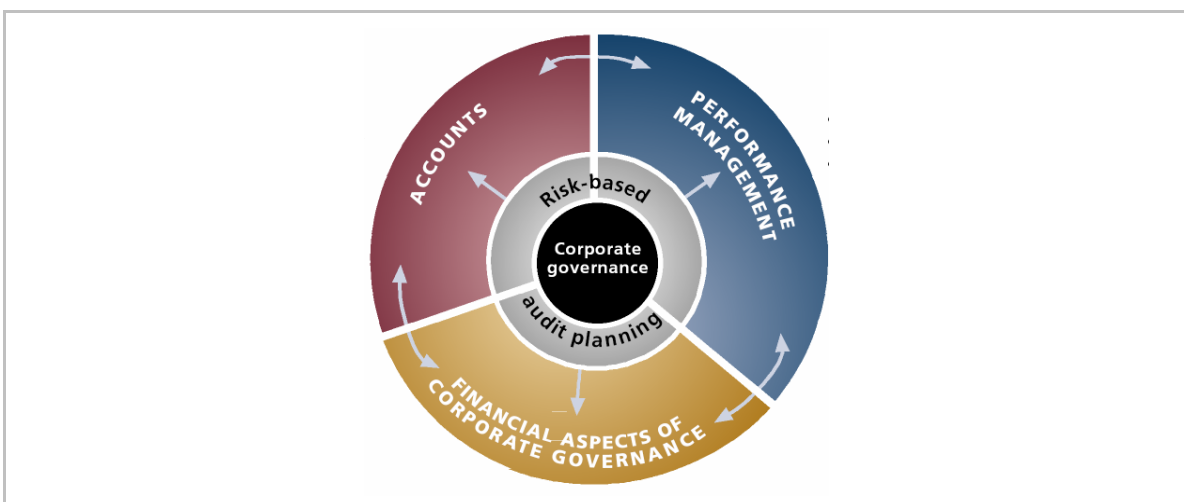 ACCOUNTS
PERFORMANCE
MANAGEMENT
Risk-based
Corporate
governance
audit planning
FINANCIAL ASPECTS OF
CORPORATE GOVERNANCE